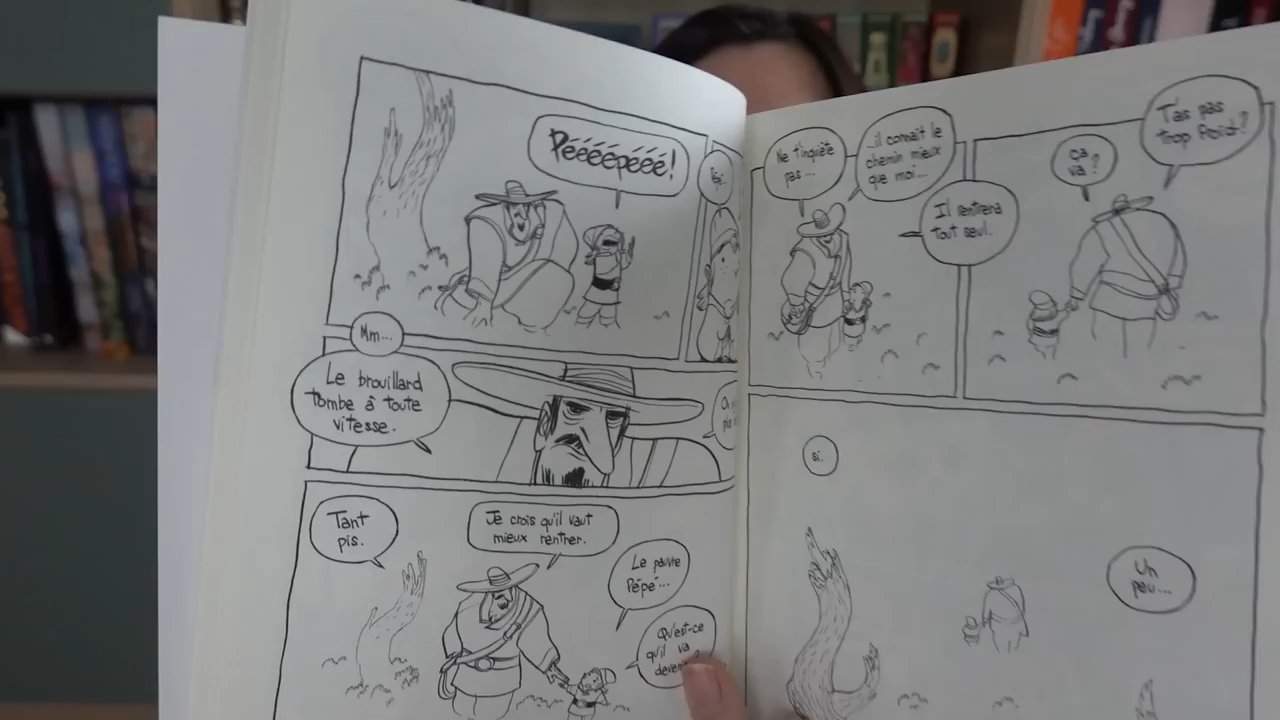 Péééépééé!
Pépé.
Mm...
Le brouillard
tombe à toute
vitesse.
Tant
pis.
Je crois qu'il vaut
mieux rentrer.
Le pauvre
Pépé...
Qu'est-ce
qu'il va
devenir?
Ne t'inquiète
pas...
...il connaît le
chemin mieux
que moi...
Il rentrera
tout seul.
ça
va?
T'as pas
trop froid?
si.
Un
peu...